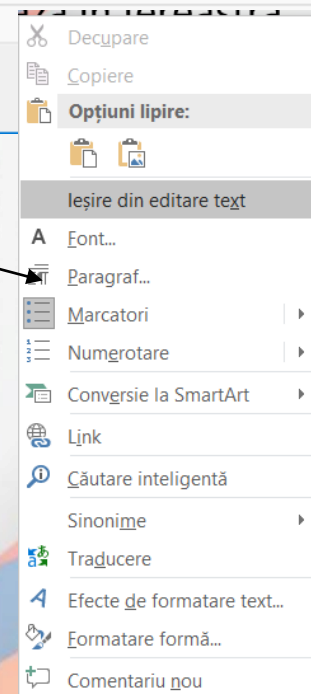 Decupare
Copiere
Opțiuni lipire:
Ieșire din editare text
Font...
Paragraf...
Marcatori
Numerotare
Conversie la SmartArt
Link
Căutare inteligentă
Sinonime
Traducere
Efecte de formatare text...
Formatare formă...
Comentariu nou